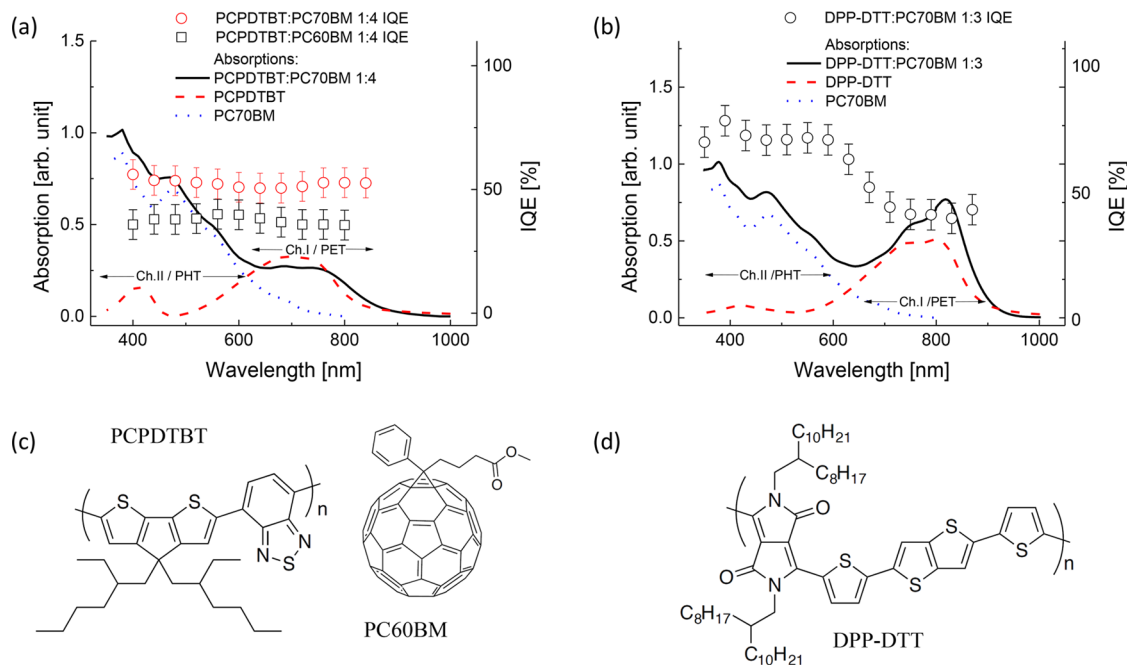 (a)
PCPDTBT:PC70BM 1:4 IQE
PCPDTBT:PC60BM 1:4 IQE
Absorptions:
PCPDTBT:PC70BM 1:4
PCPDTBT
PC70BM
Absorption [arb. unit]
1.5
1.0
0.5
0.0
100
50
0
IQE [%]
Ch.I / PET
Ch.II / PHT
400
600
800
1000
Wavelength [nm]
(b)
DPP-DTT:PC70BM 1:3 IQE
Absorptions:
DPP-DTT:PC70BM 1:3
DPP-DTT
PC70BM
Absorption [arb. unit]
1.5
1.0
0.5
0.0
100
50
0
IQE [%]
Ch.II /PHT
Ch.I /PET
400
600
800
1000
Wavelength [nm]
(c)
PCPDTBT
S
S
n
N
N
S
O
O
PC60BM
(d)
C10H21
C8H17
N
O
S
S
n
O
N
S
S
C8H17
C10H21
DPP-DTT